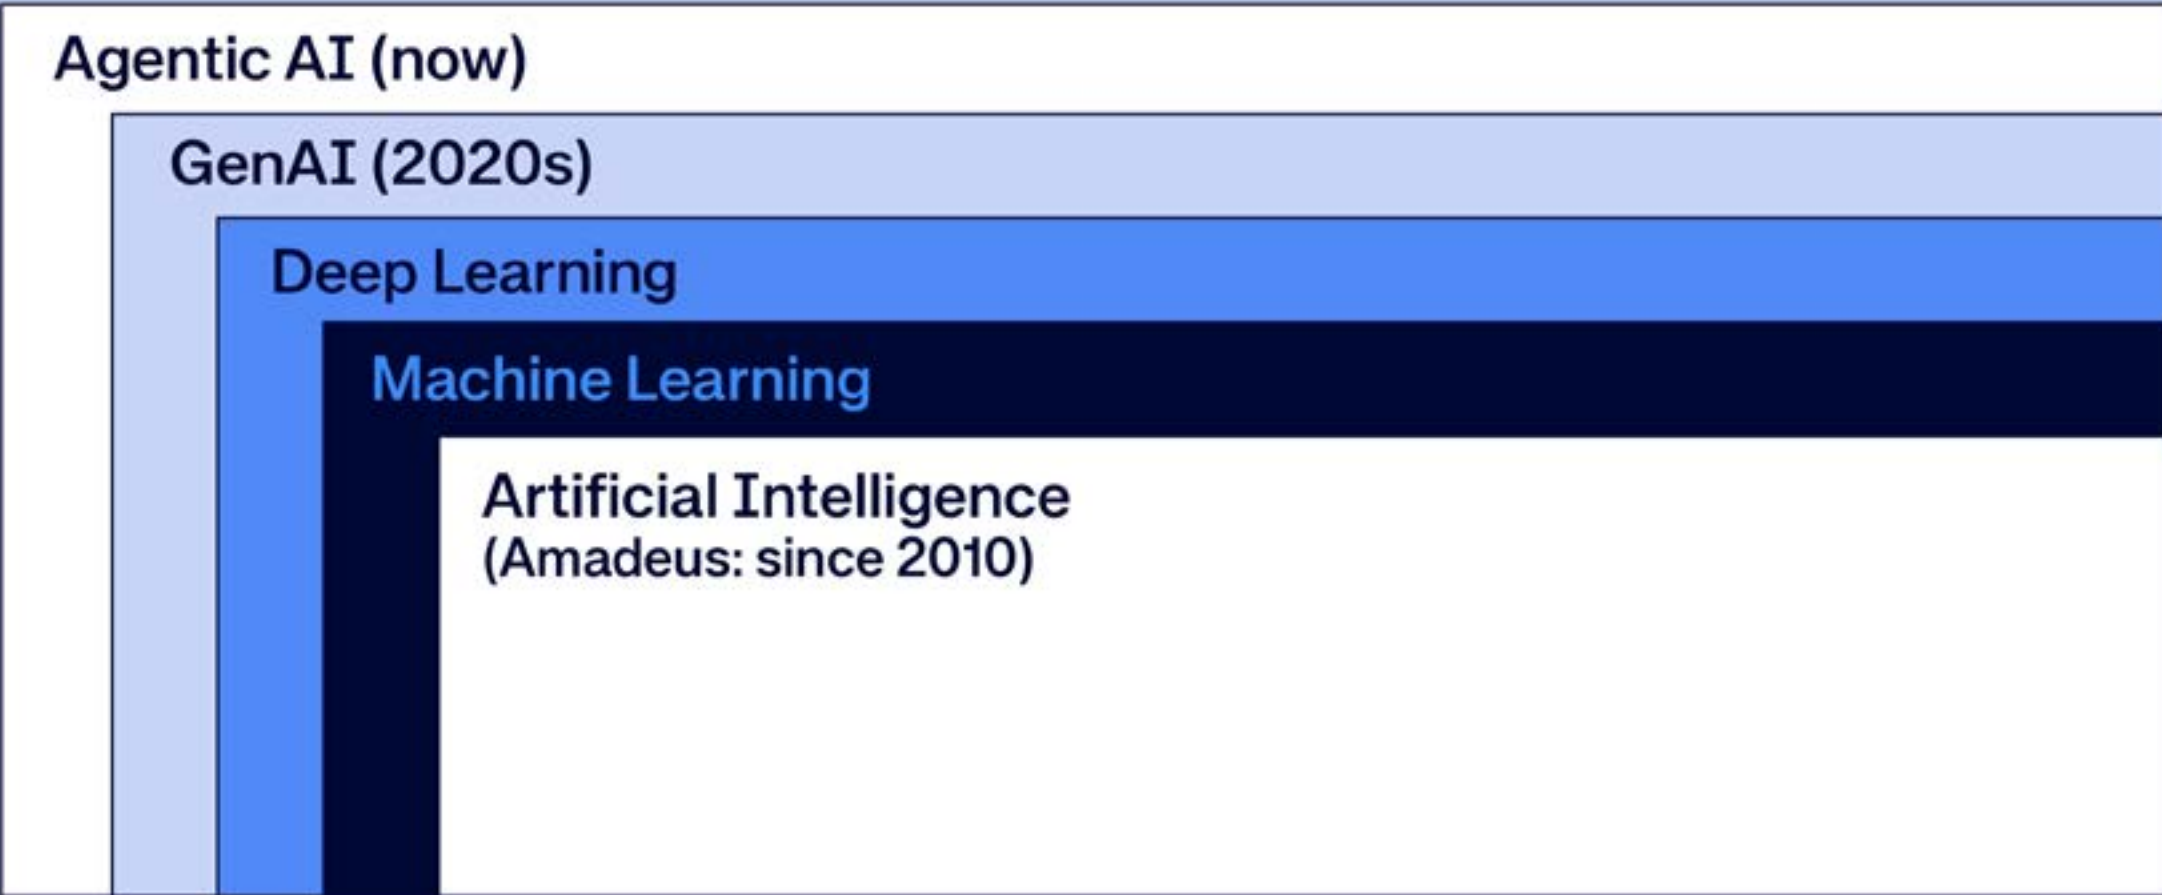 Agentic AI (now)
GenAI (2020s)
Deep Learning
Machine Learning
Artificial Intelligence
(Amadeus: since 2010)